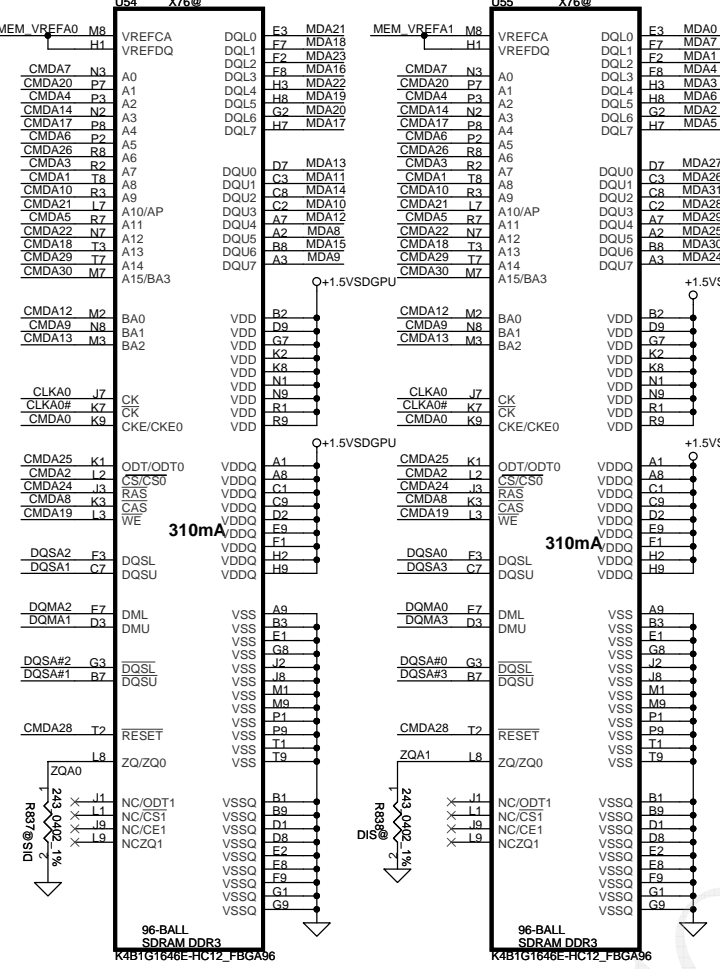 U54 X76@
MEM_VREFA0 M8 VREFCA DQL0 E3 MDA21
H1 VREFDQ DQL1 F7 MDA18
DQL2 F2 MDA23
CMDA7 N3 A0 DQL3 F8 MDA16
CMDA20 P7 A1 DQL4 H3 MDA22
CMDA4 P3 A2 DQL5 H8 MDA19
CMDA14 N2 A3 DQL6 G2 MDA20
CMDA17 P8 A4 DQL7 H7 MDA17
CMDA6 P2 A5
CMDA26 R8 A6
CMDA3 R2 A7 DQU0 D7 MDA13
CMDA1 T8 A8 DQU1 C3 MDA11
CMDA10 R3 A9 DQU2 C8 MDA14
CMDA21 L7 A10/AP DQU3 C2 MDA10
CMDA5 R7 A11 DQU4 A7 MDA12
CMDA22 N7 A12 DQU5 A2 MDA8
CMDA18 T3 A13 DQU6 B8 MDA15
CMDA29 T7 A14 DQU7 A3 MDA9
CMDA30 M7 A15/BA3
+1.5VSDGPU
CMDA12 M2 BA0 VDD B2
CMDA9 N8 BA1 VDD D9
CMDA13 M3 BA2 VDD G7
VDD K2
VDD K8
VDD N1
CLKA0 J7 CK VDD N9
CLKA0# K7 CK VDD R1
CMDA0 K9 CKE/CKE0 VDD R9
+1.5VSDGPU
CMDA25 K1 ODT/ODT0 VDDQ A1
CMDA2 L2 CS/CS0 VDDQ A8
CMDA24 J3 RAS VDDQ C1
CMDA8 K3 CAS VDDQ C9
CMDA19 L3 WE VDDQ D2
310mA VDDQ E9
VDDQ F1
DQSA2 F3 DQSL VDDQ H2
DQSA1 C7 DQSU VDDQ H9
DQMA2 E7 DML VSS A9
DQMA1 D3 DMU VSS B3
VSS E1
VSS G8
DQSA#2 G3 DQSL VSS J2
DQSA#1 B7 DQSU VSS J8
VSS M1
VSS M9
VSS P1
CMDA28 T2 RESET VSS P9
VSS T1
ZQA0 L8 ZQ/ZQ0 VSS T9
R837 DIS@ 243_0402_1% 1 2
J1 NC/ODT1 VSSQ B1
L1 NC/CS1 VSSQ B9
J9 NC/CE1 VSSQ D1
L9 NCZQ1 VSSQ D8
VSSQ E2
VSSQ E8
VSSQ F9
VSSQ G1
VSSQ G9
96-BALL
SDRAM DDR3
K4B1G1646E-HC12_FBGA96
U55 X76@
MEM_VREFA1 M8 VREFCA DQL0 E3 MDA0
H1 VREFDQ DQL1 F7 MDA7
DQL2 F2 MDA1
CMDA7 N3 A0 DQL3 F8 MDA4
CMDA20 P7 A1 DQL4 H3 MDA3
CMDA4 P3 A2 DQL5 H8 MDA6
CMDA14 N2 A3 DQL6 G2 MDA2
CMDA17 P8 A4 DQL7 H7 MDA5
CMDA6 P2 A5
CMDA26 R8 A6
CMDA3 R2 A7 DQU0 D7 MDA27
CMDA1 T8 A8 DQU1 C3 MDA26
CMDA10 R3 A9 DQU2 C8 MDA31
CMDA21 L7 A10/AP DQU3 C2 MDA28
CMDA5 R7 A11 DQU4 A7 MDA29
CMDA22 N7 A12 DQU5 A2 MDA25
CMDA18 T3 A13 DQU6 B8 MDA30
CMDA29 T7 A14 DQU7 A3 MDA24
CMDA30 M7 A15/BA3
+1.5VS
CMDA12 M2 BA0 VDD B2
CMDA9 N8 BA1 VDD D9
CMDA13 M3 BA2 VDD G7
VDD K2
VDD K8
VDD N1
CLKA0 J7 CK VDD N9
CLKA0# K7 CK VDD R1
CMDA0 K9 CKE/CKE0 VDD R9
+1.5VS
CMDA25 K1 ODT/ODT0 VDDQ A1
CMDA2 L2 CS/CS0 VDDQ A8
CMDA24 J3 RAS VDDQ C1
CMDA8 K3 CAS VDDQ C9
CMDA19 L3 WE VDDQ D2
VDDQ E9
310mA VDDQ F1
DQSA0 F3 DQSL VDDQ H2
DQSA3 C7 DQSU VDDQ H9
DQMA0 E7 DML VSS A9
DQMA3 D3 DMU VSS B3
VSS E1
VSS G8
DQSA#0 G3 DQSL VSS J2
DQSA#3 B7 DQSU VSS J8
VSS M1
VSS M9
VSS P1
CMDA28 T2 RESET VSS P9
VSS T1
ZQA1 L8 ZQ/ZQ0 VSS T9
DIS@ 243_0402_1% 1 2
J1 NC/ODT1 VSSQ B1
L1 NC/CS1 VSSQ B9
J9 NC/CE1 VSSQ D1
L9 NCZQ1 VSSQ D8
VSSQ E2
VSSQ E8
VSSQ F9
VSSQ G1
VSSQ G9
96-BALL
SDRAM DDR3
K4B1G1646E-HC12_FBGA96